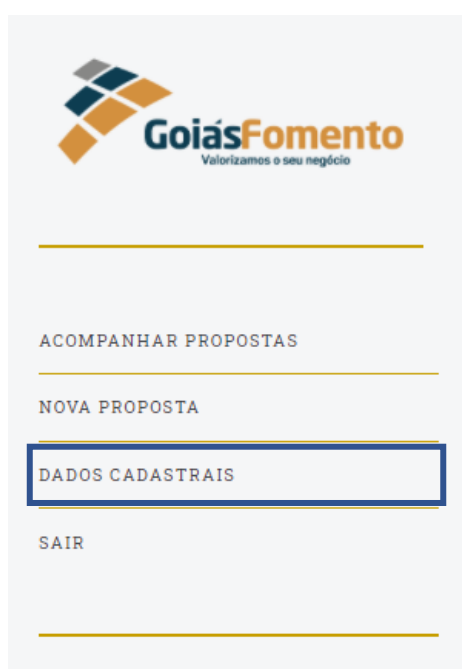 GoiásFomento
Valorizamos o seu negócio
ACOMPANHAR PROPOSTAS
NOVA PROPOSTA
DADOS CADASTRAIS
SAIR